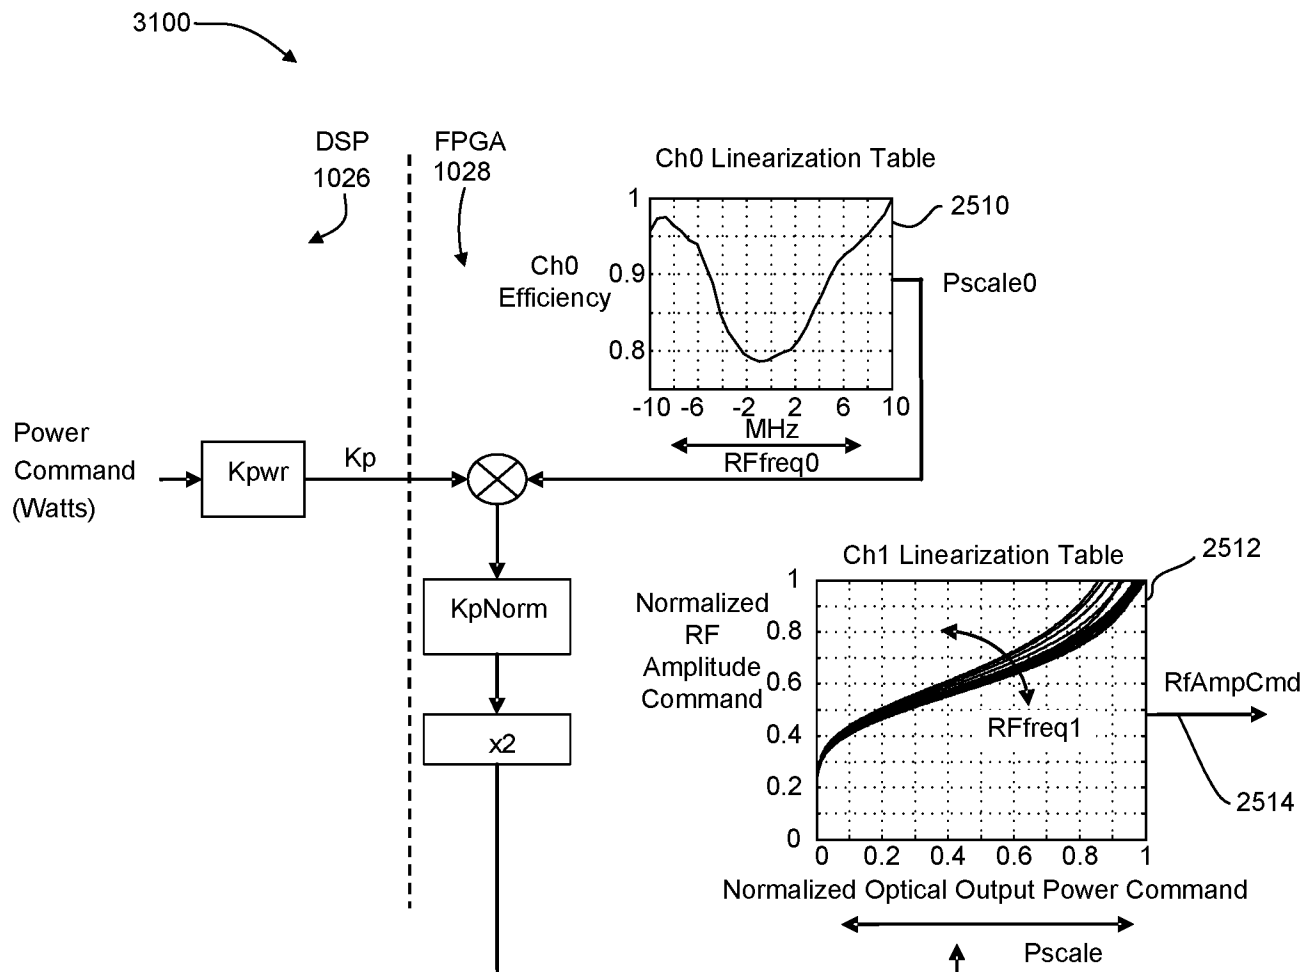 3100
DSP
1026
FPGA
1028
Ch0 Linearization Table
2510
Ch0
Efficiency
1
0.9
0.8
-10 -6 -2 2 6 10
MHz
RFfreq0
Pscale0
Power
Command
(Watts)
Kpwr
Kp
KpNorm
x2
Ch1 Linearization Table
2512
Normalized
RF
Amplitude
Command
1
0.8
0.6
0.4
0.2
0
RFfreq1
RfAmpCmd
2514
0 0.2 0.4 0.6 0.8 1
Normalized Optical Output Power Command
Pscale